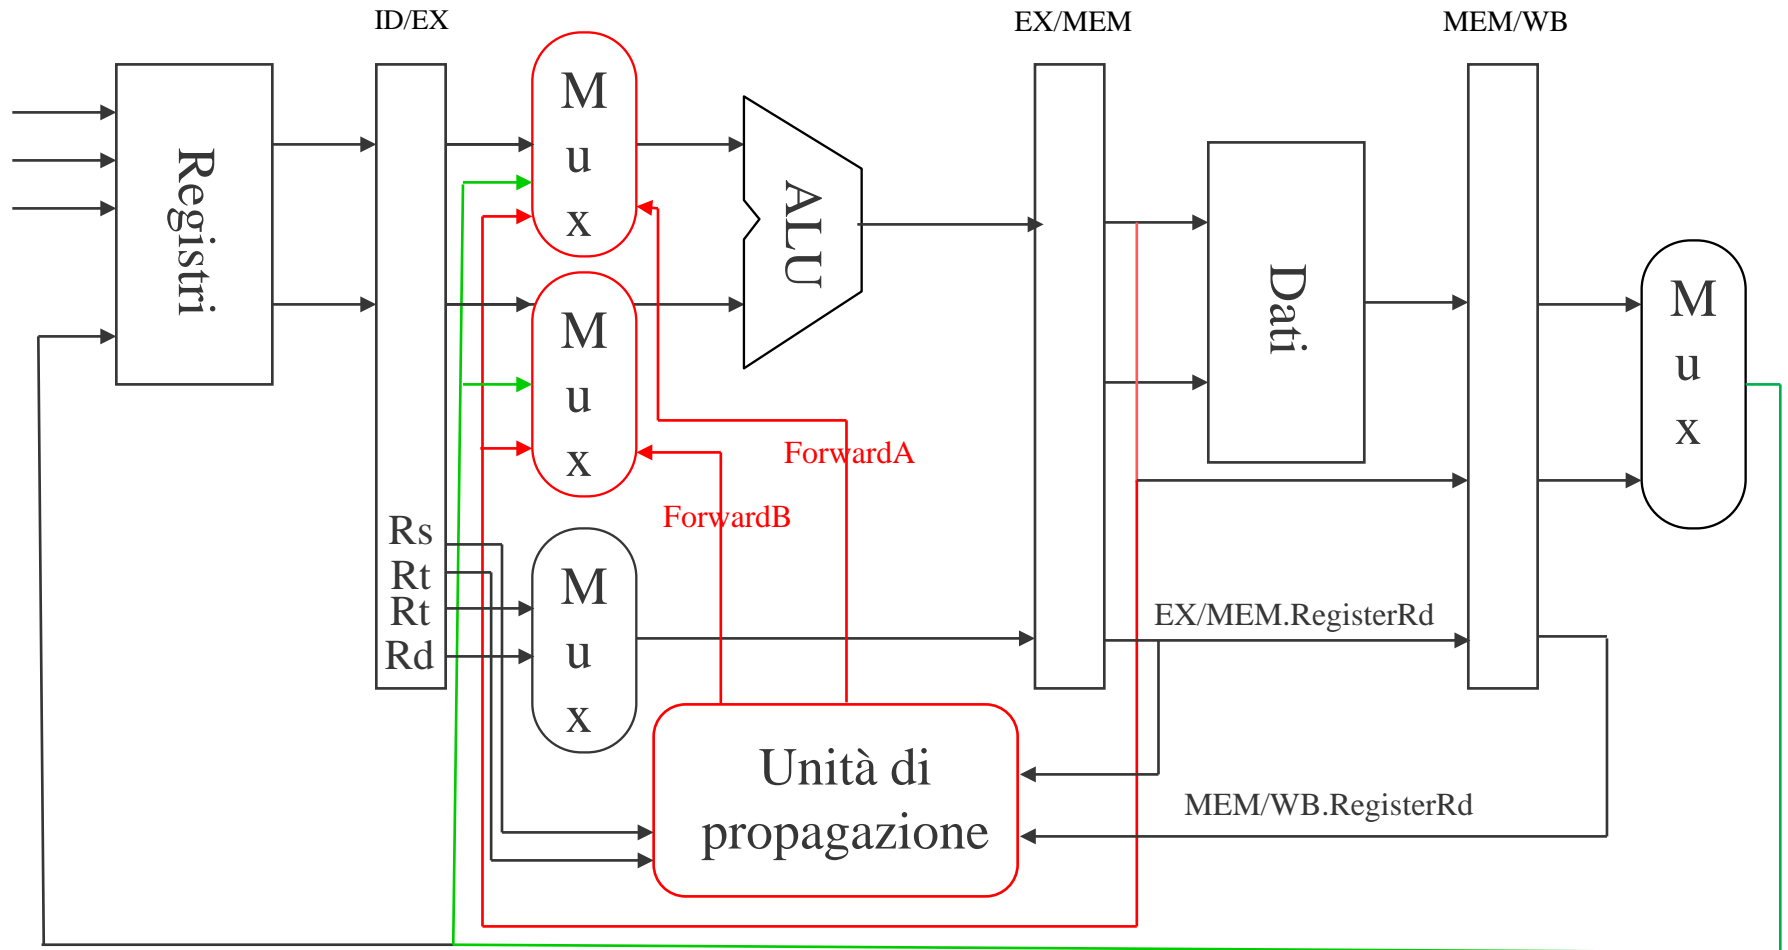 ID/EX
EX/MEM
MEM/WB
Registri
M
u
x
ALU
Dati
M
u
x
M
u
x
ForwardA
ForwardB
Rs
Rt
Rt
Rd
M
u
x
EX/MEM.RegisterRd
Unità di
propagazione
MEM/WB.RegisterRd